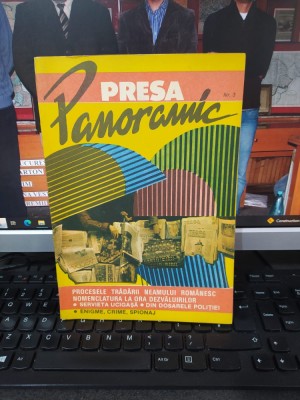 PRESA
Nr. 3
Panoramic
PROCESELE TRĂDĂRII NEAMULUI ROMÂNESC
NOMENCLATURA LA ORA DEZVĂLUIRILOR
• SERVIETA UCIGAȘĂ • DIN DOSARELE POLIȚIEI
• ENIGME, CRIME, SPIONAJ